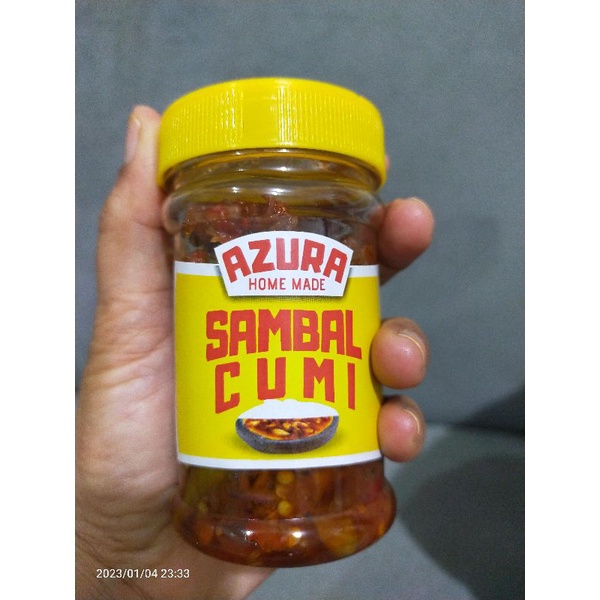 AZURA
HOME MADE
SAMBAL
CUMI
2023/01/04 23:33